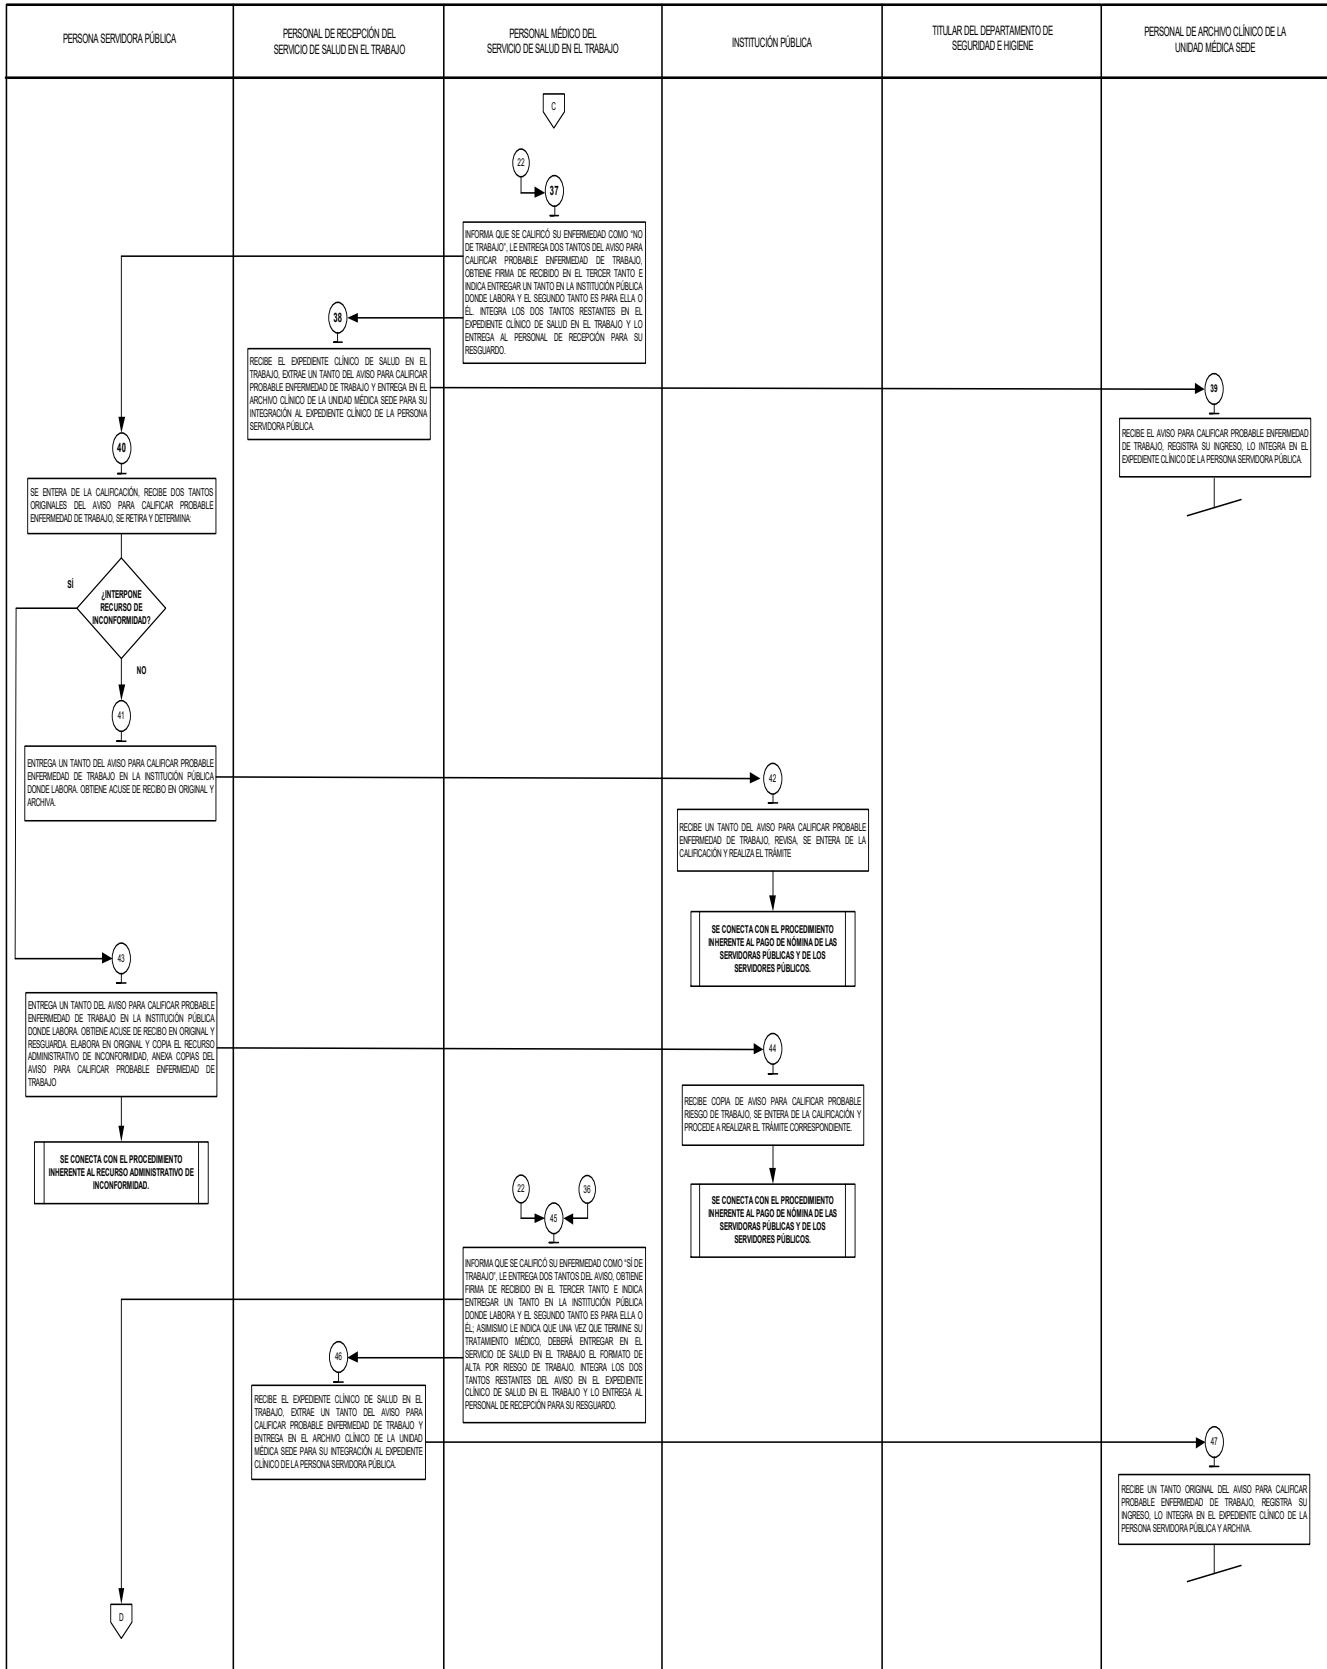 PERSONA SERVIDORA PÚBLICA
PERSONAL DE RECEPCIÓN DEL
SERVICIO DE SALUD EN EL TRABAJO
PERSONAL MÉDICO DEL
SERVICIO DE SALUD EN EL TRABAJO
INSTITUCIÓN PÚBLICA
TITULAR DEL DEPARTAMENTO DE
SEGURIDAD E HIGIENE
PERSONAL DE ARCHIVO CLÍNICO DE LA
UNIDAD MÉDICA SEDE
C
22
37
INFORMA QUE SE CALIFICÓ SU ENFERMEDAD COMO "NO
DE TRABAJO", LE ENTREGA DOS TANTOS DEL AVISO PARA
CALIFICAR PROBABLE ENFERMEDAD DE TRABAJO,
OBTIENE FIRMA DE RECIBIDO EN EL TERCER TANTO E
INDICA ENTREGAR UN TANTO EN LA INSTITUCIÓN PÚBLICA
DONDE LABORA Y EL SEGUNDO TANTO ES PARA ELLA O
ÉL. INTEGRA LOS DOS TANTOS RESTANTES EN EL
EXPEDIENTE CLÍNICO DE SALUD EN EL TRABAJO Y LO
ENTREGA AL PERSONAL DE RECEPCIÓN PARA SU
RESGUARDO.
38
RECIBE EL EXPEDIENTE CLÍNICO DE SALUD EN EL
TRABAJO, EXTRAE UN TANTO DEL AVISO PARA CALIFICAR
PROBABLE ENFERMEDAD DE TRABAJO Y ENTREGA EN EL
ARCHIVO CLÍNICO DE LA UNIDAD MÉDICA SEDE PARA SU
INTEGRACIÓN AL EXPEDIENTE CLÍNICO DE LA PERSONA
SERVIDORA PÚBLICA.
39
RECIBE EL AVISO PARA CALIFICAR PROBABLE ENFERMEDAD
DE TRABAJO, REGISTRA SU INGRESO, LO INTEGRA EN EL
EXPEDIENTE CLÍNICO DE LA PERSONA SERVIDORA PÚBLICA.
40
SE ENTERA DE LA CALIFICACIÓN, RECIBE DOS TANTOS
ORIGINALES DEL AVISO PARA CALIFICAR PROBABLE
ENFERMEDAD DE TRABAJO, SE RETIRA Y DETERMINA:
SÍ
¿INTERPONE
RECURSO DE
INCONFORMIDAD?
NO
41
ENTREGA UN TANTO DEL AVISO PARA CALIFICAR PROBABLE
ENFERMEDAD DE TRABAJO EN LA INSTITUCIÓN PÚBLICA
DONDE LABORA. OBTIENE ACUSE DE RECIBO EN ORIGINAL Y
ARCHIVA.
42
RECIBE UN TANTO DEL AVISO PARA CALIFICAR PROBABLE
ENFERMEDAD DE TRABAJO, REVISA, SE ENTERA DE LA
CALIFICACIÓN Y REALIZA EL TRÁMITE
SE CONECTA CON EL PROCEDIMIENTO
INHERENTE AL PAGO DE NÓMINA DE LAS
SERVIDORAS PÚBLICAS Y DE LOS
SERVIDORES PÚBLICOS.
43
ENTREGA UN TANTO DEL AVISO PARA CALIFICAR PROBABLE
ENFERMEDAD DE TRABAJO EN LA INSTITUCIÓN PÚBLICA
DONDE LABORA. OBTIENE ACUSE DE RECIBO EN ORIGINAL Y
RESGUARDA. ELABORA EN ORIGINAL Y COPIA EL RECURSO
ADMINISTRATIVO DE INCONFORMIDAD, ANEXA COPIAS DEL
AVISO PARA CALIFICAR PROBABLE ENFERMEDAD DE
TRABAJO
SE CONECTA CON EL PROCEDIMIENTO
INHERENTE AL RECURSO ADMINISTRATIVO DE
INCONFORMIDAD.
44
RECIBE COPIA DE AVISO PARA CALIFICAR PROBABLE
RIESGO DE TRABAJO, SE ENTERA DE LA CALIFICACIÓN Y
PROCEDE A REALIZAR EL TRÁMITE CORRESPONDIENTE.
SE CONECTA CON EL PROCEDIMIENTO
INHERENTE AL PAGO DE NÓMINA DE LAS
SERVIDORAS PÚBLICAS Y DE LOS
SERVIDORES PÚBLICOS.
22
36
45
INFORMA QUE SE CALIFICÓ SU ENFERMEDAD COMO "SÍ DE
TRABAJO", LE ENTREGA DOS TANTOS DEL AVISO, OBTIENE
FIRMA DE RECIBIDO EN EL TERCER TANTO E INDICA
ENTREGAR UN TANTO EN LA INSTITUCIÓN PÚBLICA
DONDE LABORA Y EL SEGUNDO TANTO ES PARA ELLA O
ÉL; ASIMISMO LE INDICA QUE UNA VEZ QUE TERMINE SU
TRATAMIENTO MÉDICO, DEBERÁ ENTREGAR EN EL
SERVICIO DE SALUD EN EL TRABAJO EL FORMATO DE
ALTA POR RIESGO DE TRABAJO. INTEGRA LOS DOS
TANTOS RESTANTES DEL AVISO EN EL EXPEDIENTE
CLÍNICO DE SALUD EN EL TRABAJO Y LO ENTREGA AL
PERSONAL DE RECEPCIÓN PARA SU RESGUARDO.
46
RECIBE EL EXPEDIENTE CLÍNICO DE SALUD EN EL
TRABAJO, EXTRAE UN TANTO DEL AVISO PARA
CALIFICAR PROBABLE ENFERMEDAD DE TRABAJO Y
ENTREGA EN EL ARCHIVO CLÍNICO DE LA UNIDAD
MÉDICA SEDE PARA SU INTEGRACIÓN AL EXPEDIENTE
CLÍNICO DE LA PERSONA SERVIDORA PÚBLICA.
47
RECIBE UN TANTO ORIGINAL DEL AVISO PARA CALIFICAR
PROBABLE ENFERMEDAD DE TRABAJO, REGISTRA SU
INGRESO, LO INTEGRA EN EL EXPEDIENTE CLÍNICO DE LA
PERSONA SERVIDORA PÚBLICA Y ARCHIVA.
D